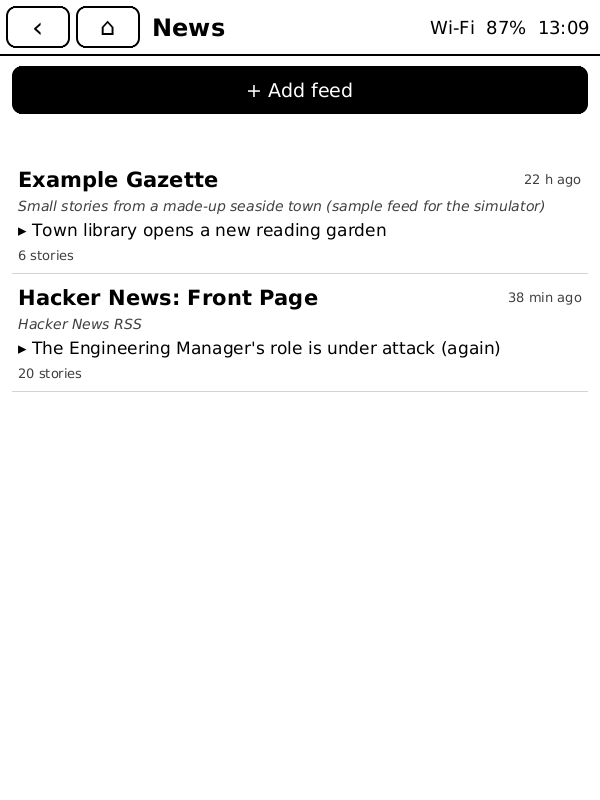 ‹ ⌂ News Wi-Fi 87% 13:09
+ Add feed
Example Gazette 22 h ago
Small stories from a made-up seaside town (sample feed for the simulator)
▸ Town library opens a new reading garden
6 stories
Hacker News: Front Page 38 min ago
Hacker News RSS
▸ The Engineering Manager's role is under attack (again)
20 stories